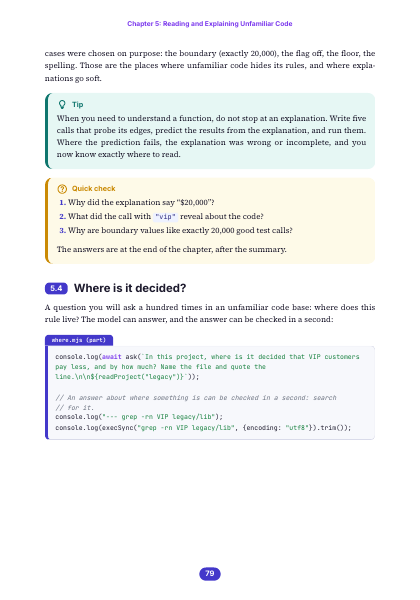 Chapter 5: Reading and Explaining Unfamiliar Code
cases were chosen on purpose: the boundary (exactly 20,000), the flag off, the floor, the
spelling. Those are the places where unfamiliar code hides its rules, and where expla-
nations go soft.
Tip
When you need to understand a function, do not stop at an explanation. Write five
calls that probe its edges, predict the results from the explanation, and run them.
Where the prediction fails, the explanation was wrong or incomplete, and you
now know exactly where to read.
Quick check
1. Why did the explanation say “$20,000”?
2. What did the call with "vip" reveal about the code?
3. Why are boundary values like exactly 20,000 good test calls?
The answers are at the end of the chapter, after the summary.
5.4 Where is it decided?
A question you will ask a hundred times in an unfamiliar code base: where does this
rule live? The model can answer, and the answer can be checked in a second:
where.ejs (part)
console.log(await ask(`In this project, where is it decided that VIP customers
pay less, and by how much? Name the file and quote the
line.\n\n${readProject("legacy")}`));
// An answer about where something is can be checked in a second: search
// for it.
console.log("--- grep -rn VIP legacy/lib");
console.log(execSync("grep -rn VIP legacy/lib", {encoding: "utf8"}).trim());
79